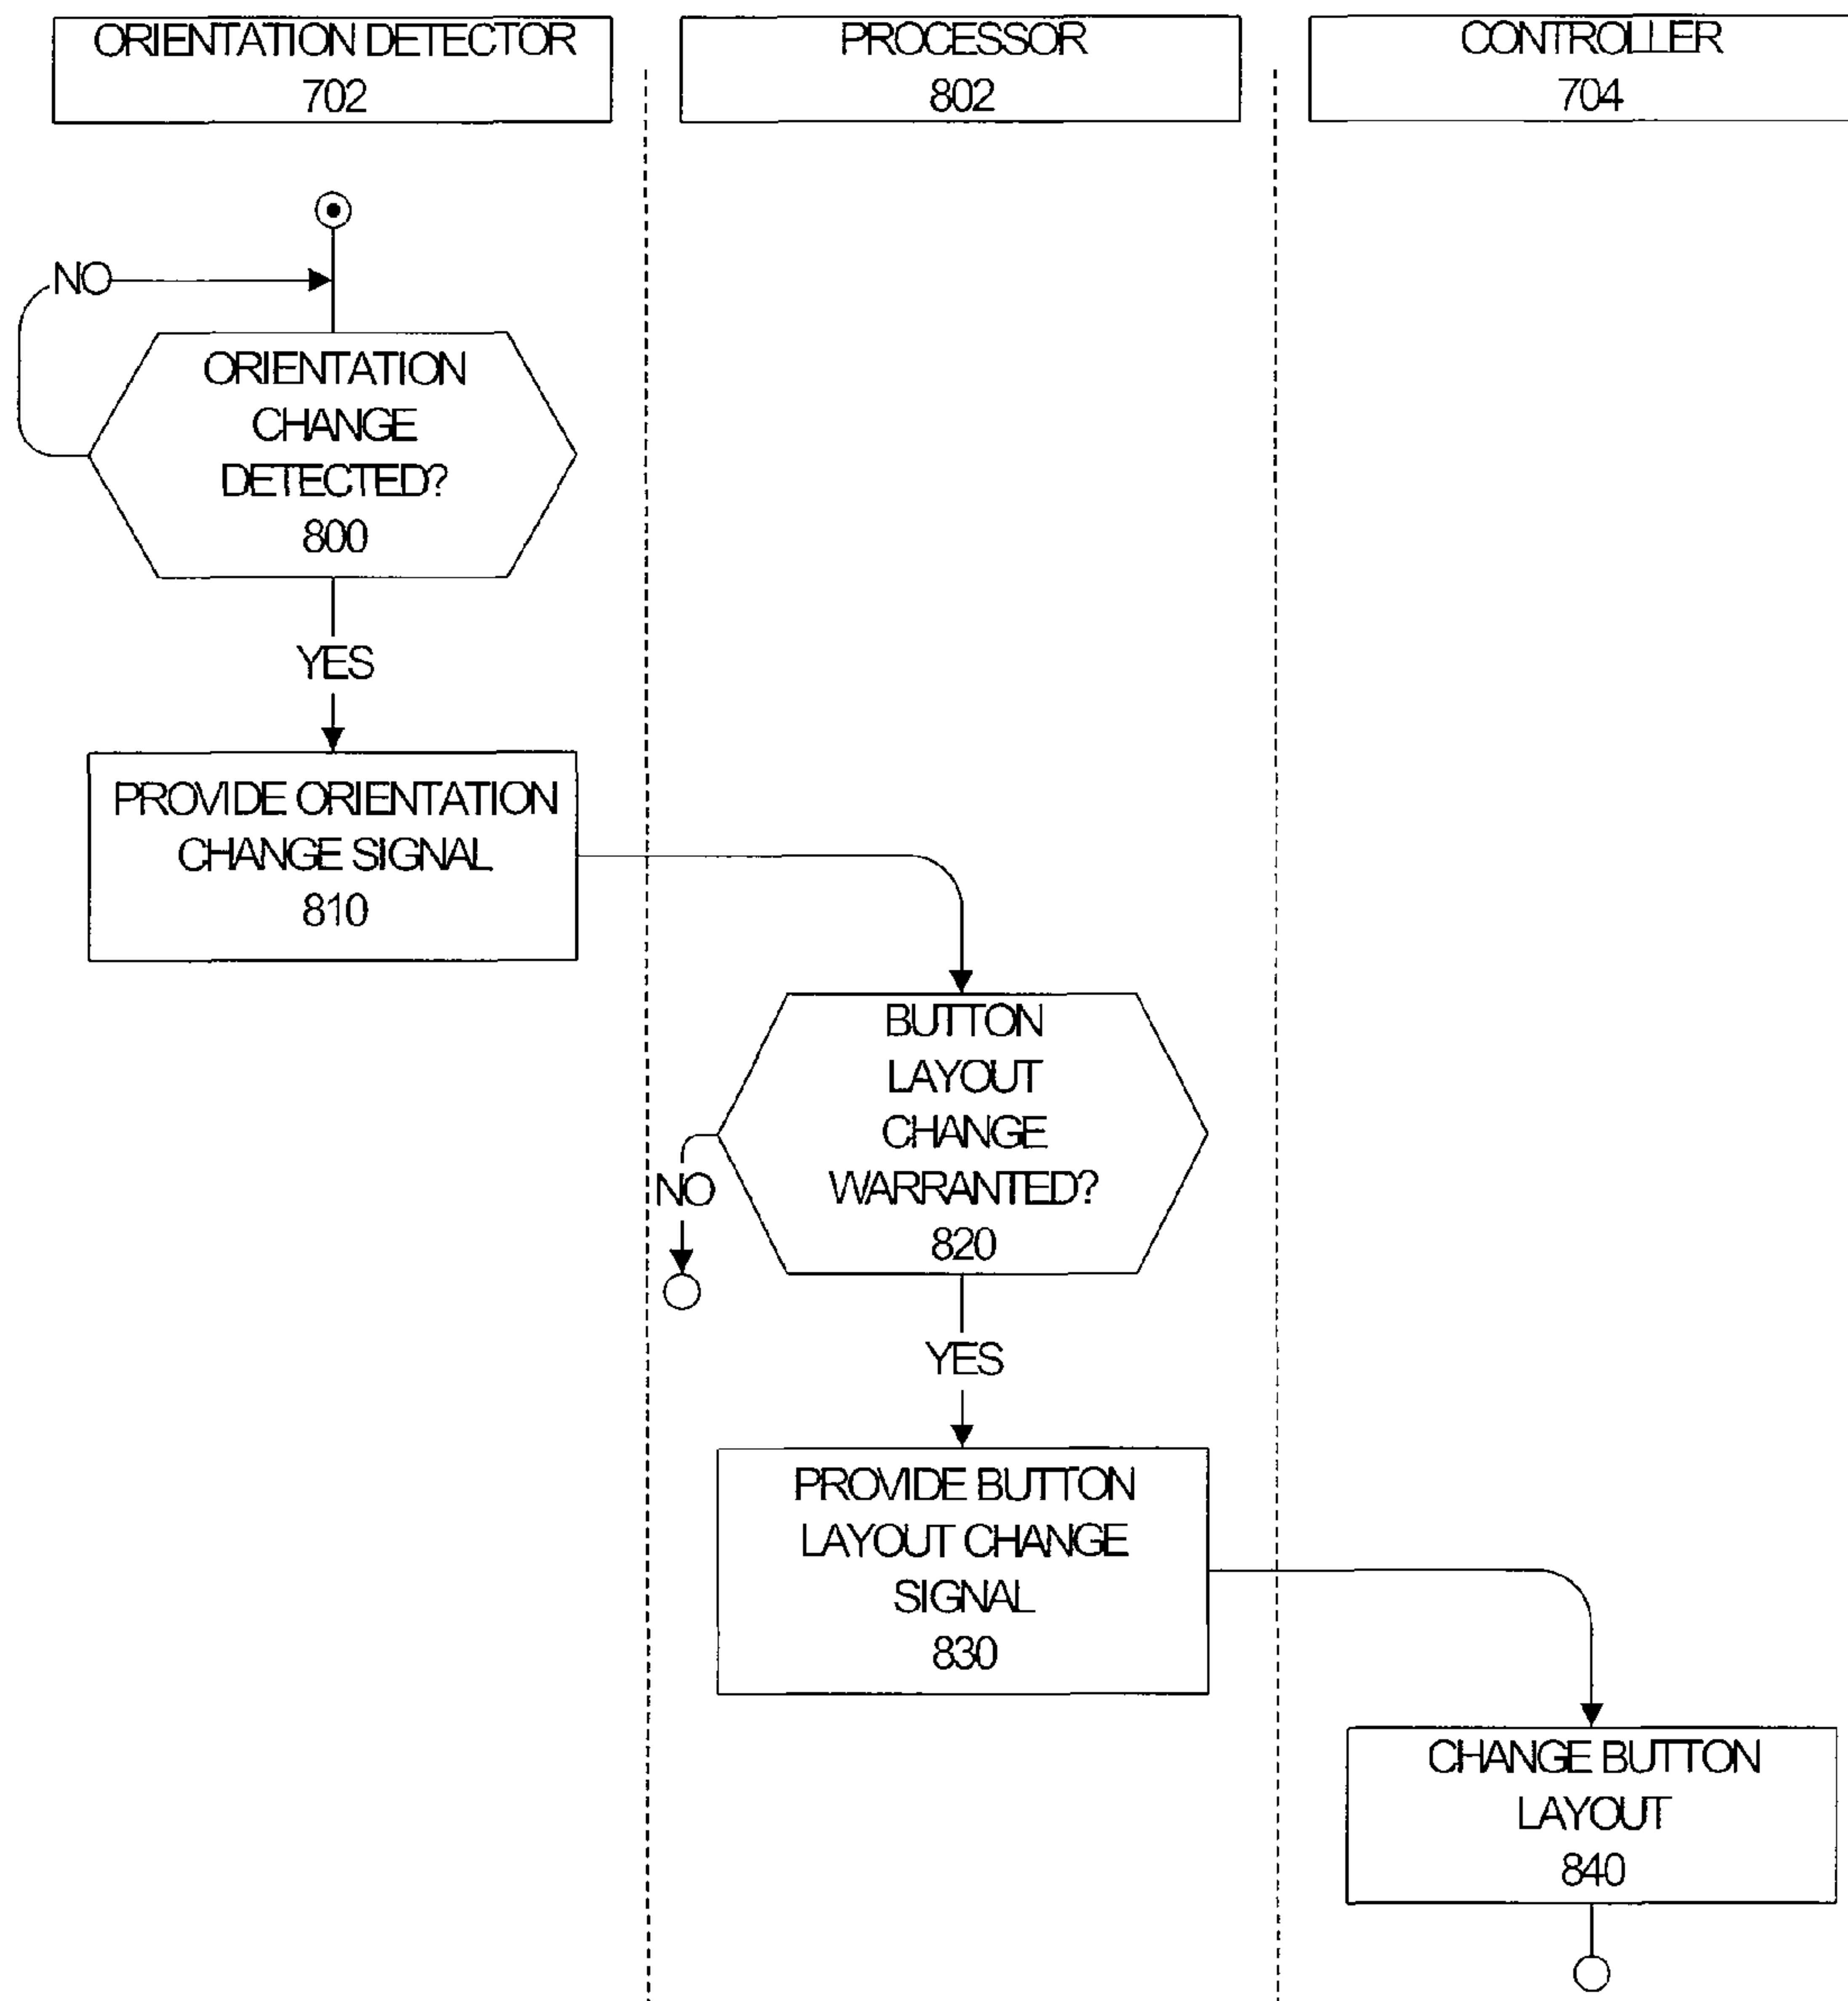 ORIENTATION DETECTOR
702
PROCESSOR
802
CONTROLLER
704
NO
ORIENTATION
CHANGE
DETECTED?
800
YES
PROVIDE ORIENTATION
CHANGE SIGNAL
810
BUTTON
LAYOUT
CHANGE
WARRANTED?
820
NO
YES
PROVIDE BUTTON
LAYOUT CHANGE
SIGNAL
830
CHANGE BUTTON
LAYOUT
840